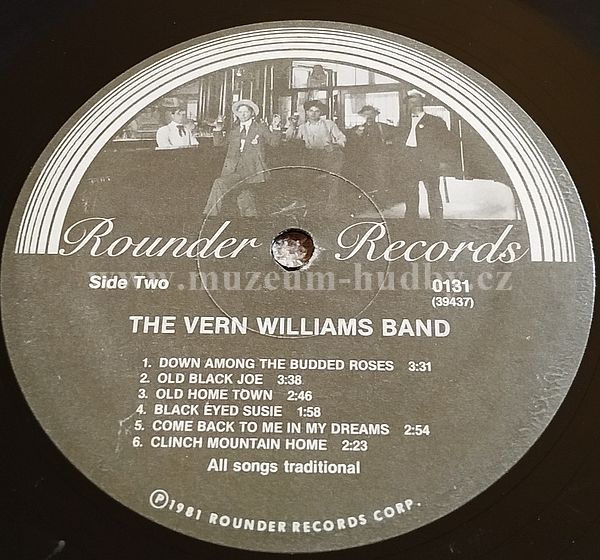 Rounder Records
www.muzeum-hudby.cz
Side Two
0131
(39437)
THE VERN WILLIAMS BAND
1. DOWN AMONG THE BUDDED ROSES 3:31
2. OLD BLACK JOE 3:38
3. OLD HOME TOWN 2:46
4. BLACK EYED SUSIE 1:58
5. COME BACK TO ME IN MY DREAMS 2:54
6. CLINCH MOUNTAIN HOME 2:23
All songs traditional
Ⓟ1981 ROUNDER RECORDS CORP.